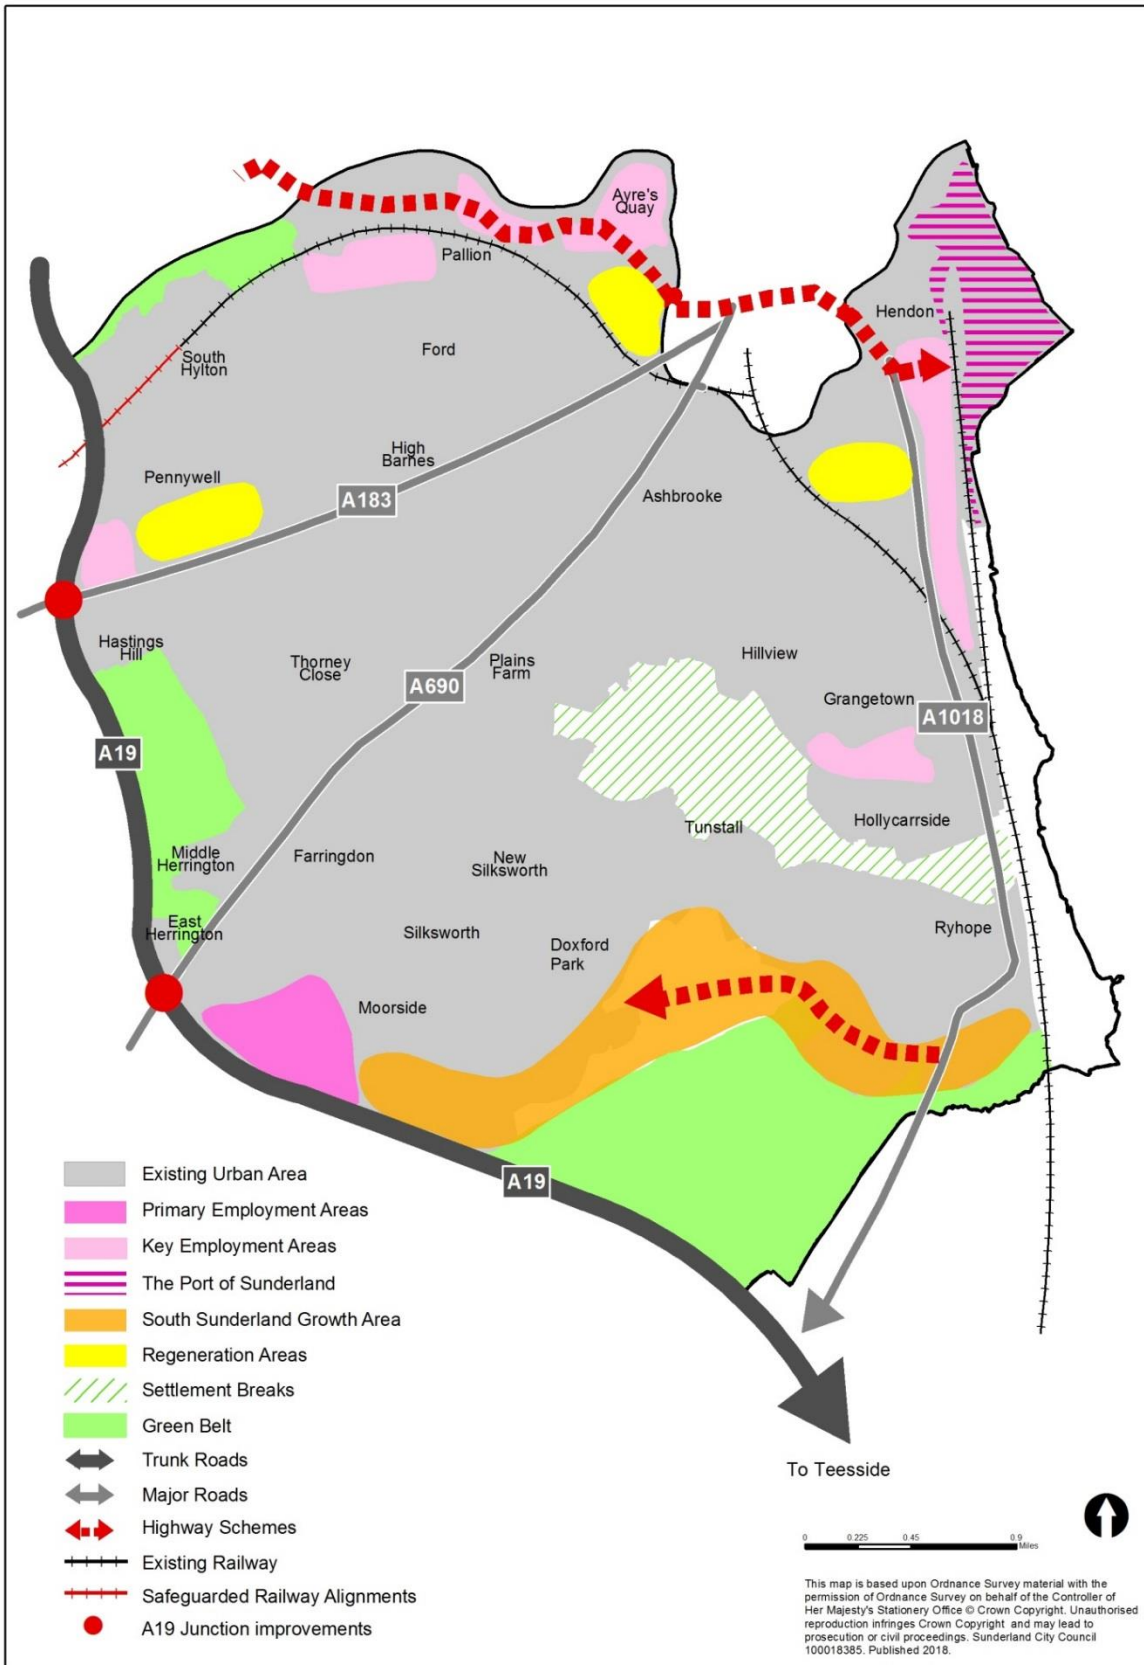 Ayre's
Quay
Pallion
Hendon
Ford
South
Hylton
High
Barnes
Pennywell
A183
Ashbrooke
Hastings
Hill
Thorney
Close
Plains
Farm
Hillview
A690
Grangetown
A1018
A19
Tunstall
Hollycarrside
Middle
Herrington
Farringdon
New
Silksworth
East
Herrington
Silksworth
Doxford
Park
Ryhope
Moorside
A19
Existing Urban Area
Primary Employment Areas
Key Employment Areas
The Port of Sunderland
South Sunderland Growth Area
Regeneration Areas
Settlement Breaks
Green Belt
Trunk Roads
Major Roads
Highway Schemes
Existing Railway
Safeguarded Railway Alignments
A19 Junction improvements
To Teesside
0 0.225 0.45 0.9
Miles
This map is based upon Ordnance Survey material with the
permission of Ordnance Survey on behalf of the Controller of
Her Majesty's Stationery Office © Crown Copyright. Unauthorised
reproduction infringes Crown Copyright and may lead to
prosecution or civil proceedings. Sunderland City Council
100018385. Published 2018.